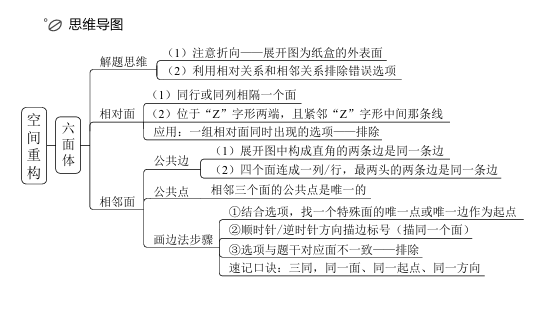 思维导图
解题思维
(1)注意折向——展开图为纸盒的外表面
(2)利用相对关系和相邻关系排除错误选项
空间重构
六面体
相对面
(1)同行或同列相隔一个面
(2)位于“Z”字形两端，且紧邻“Z”字形中间那条线
应用：一组相对面同时出现的选项——排除
相邻面
公共边
(1)展开图中构成直角的两条边是同一条边
(2)四个面连成一列/行，最两头的两条边是同一条边
公共点
相邻三个面的公共点是唯一的
画边法步骤
①结合选项，找一个特殊面的唯一点或唯一边作为起点
②顺时针/逆时针方向描边标号（描同一个面）
③选项与题干对应面不一致——排除
速记口诀：三同，同一面、同一起点、同一方向